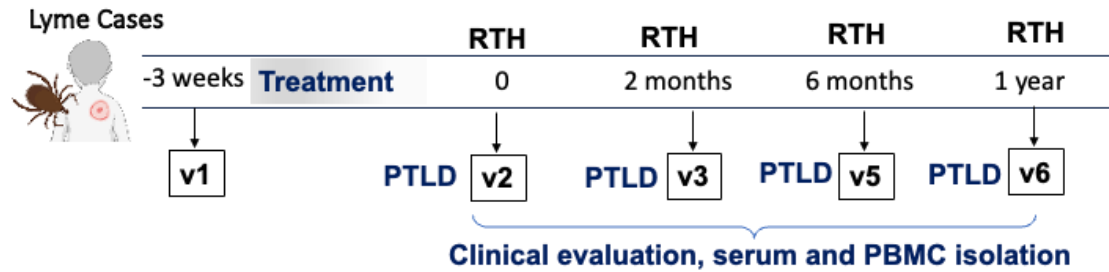 Lyme Cases
RTH RTH RTH RTH
-3 weeks Treatment 0 2 months 6 months 1 year
v1 PTLD v2 PTLD v3 PTLD v5 PTLD v6
Clinical evaluation, serum and PBMC isolation